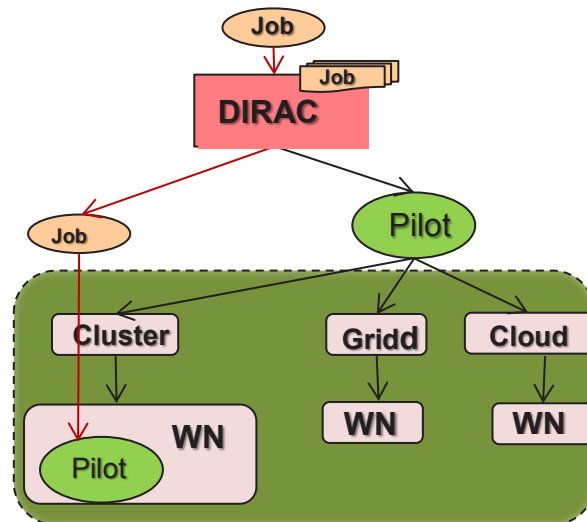 Job
Job
DIRAC
Job
Pilot
Cluster
Gridd
Cloud
WN
WN
WN
Pilot